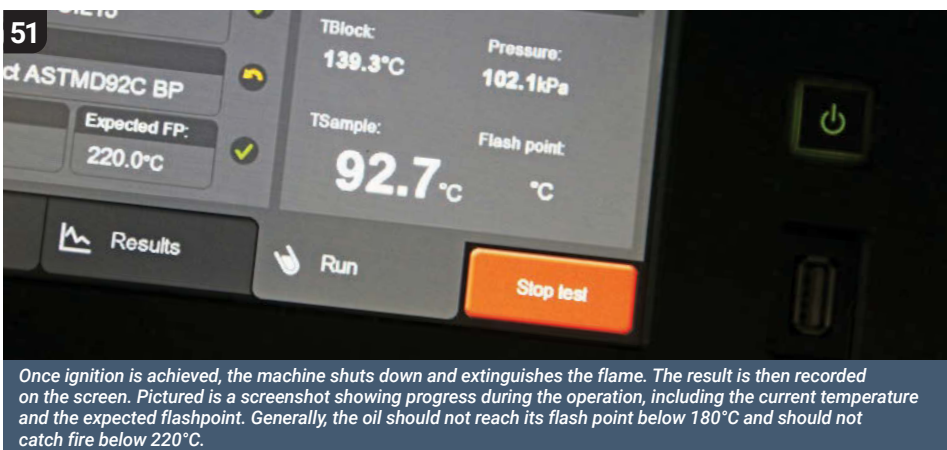 51
TBlock:
139.3°C
Pressure:
102.1kPa
ct ASTMD92C BP
Expected FP:
220.0°C
TSample:
92.7°C
Flash point:
°C
Results
Run
Stop test
Once ignition is achieved, the machine shuts down and extinguishes the flame. The result is then recorded
on the screen. Pictured is a screenshot showing progress during the operation, including the current temperature
and the expected flashpoint. Generally, the oil should not reach its flash point below 180°C and should not
catch fire below 220°C.